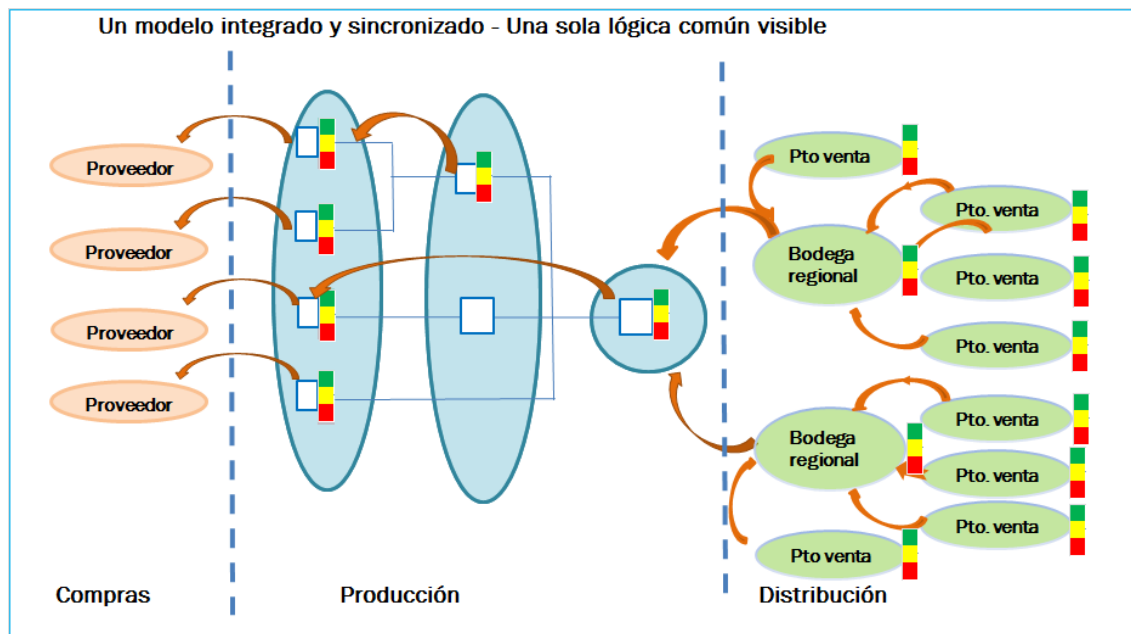 Un modelo integrado y sincronizado - Una sola lógica común visible
Proveedor
Proveedor
Proveedor
Proveedor
Pto venta
Pto. venta
Bodega
regional
Pto. venta
Pto. venta
Pto. venta
Bodega
regional
Pto. venta
Pto. venta
Pto venta
Compras
Producción
Distribución